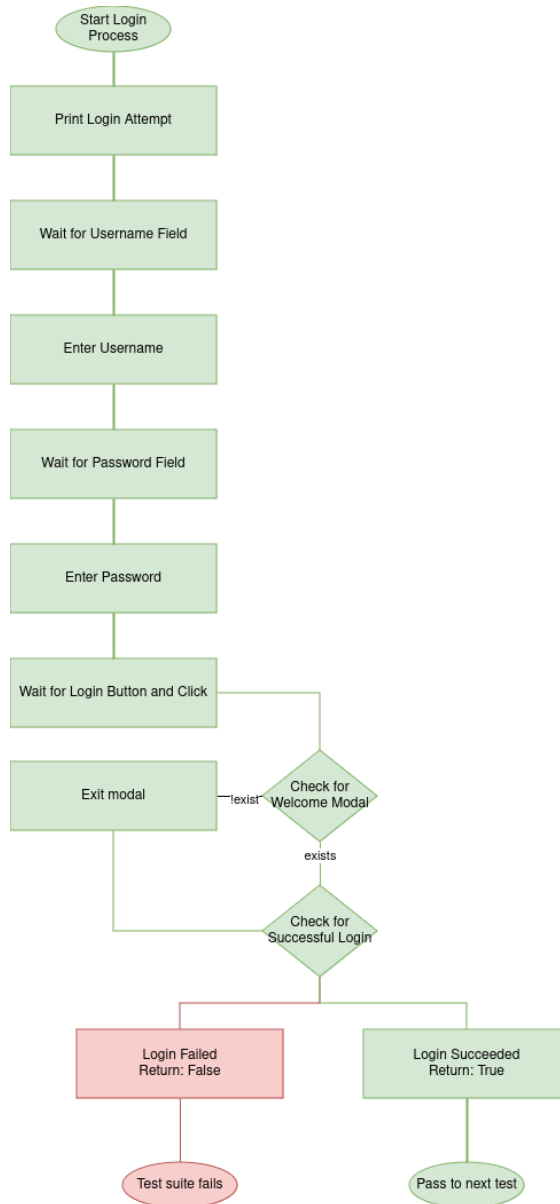 Start Login
Process
Print Login Attempt
Wait for Username Field
Enter Username
Wait for Password Field
Enter Password
Wait for Login Button and Click
Exit modal
!exist
Check for
Welcome Modal
exists
Check for
Successful Login
Login Failed
Return: False
Login Succeeded
Return: True
Test suite fails
Pass to next test